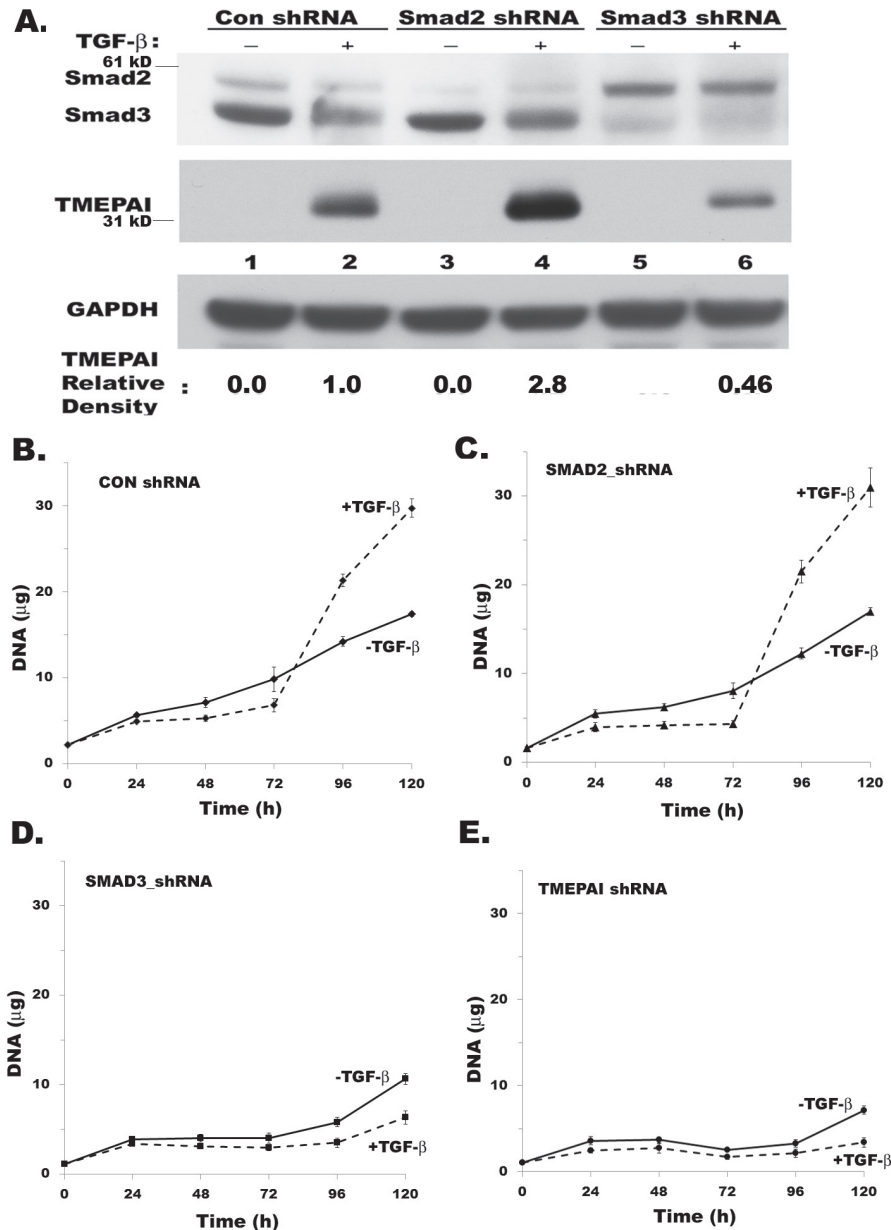 A.
Con shRNA Smad2 shRNA Smad3 shRNA
TGF-β: – + – + – +
61 kD
Smad2
Smad3
TMEPAI
31 kD
1 2 3 4 5 6
GAPDH
TMEPAI
Relative : 0.0 1.0 0.0 2.8 0.46
Density
B.
CON shRNA
+TGF-β
-TGF-β
DNA (µg)
30
20
10
0
0 24 48 72 96 120
Time (h)
C.
SMAD2_shRNA
+TGF-β
-TGF-β
DNA (µg)
30
20
10
0
0 24 48 72 96 120
Time (h)
D.
SMAD3_shRNA
-TGF-β
+TGF-β
DNA (µg)
30
20
10
0
0 24 48 72 96 120
Time (h)
E.
TMEPAI shRNA
-TGF-β
+TGF-β
DNA (µg)
30
20
10
0
0 24 48 72 96 120
Time (h)